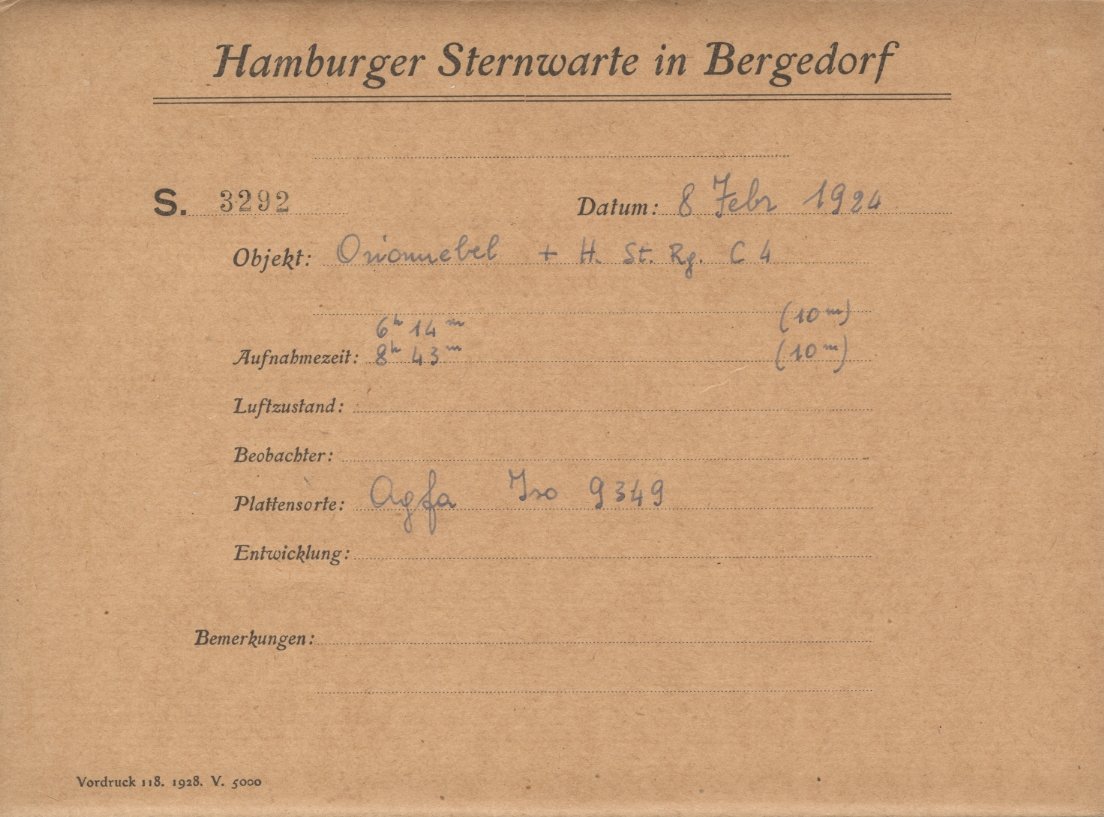 Hamburger Sternwarte in Bergedorf
S. 3292 Datum: 8 Febr 1924
Objekt: Orionnebel + H. St. Rg. C 4
6h 14m (10m)
Aufnahmezeit: 8h 43m (10m)
Luftzustand:
Beobachter:
Plattensorte: Agfa Iso 9349
Entwicklung:
Bemerkungen:
Vordruck 118. 1928. V. 5000